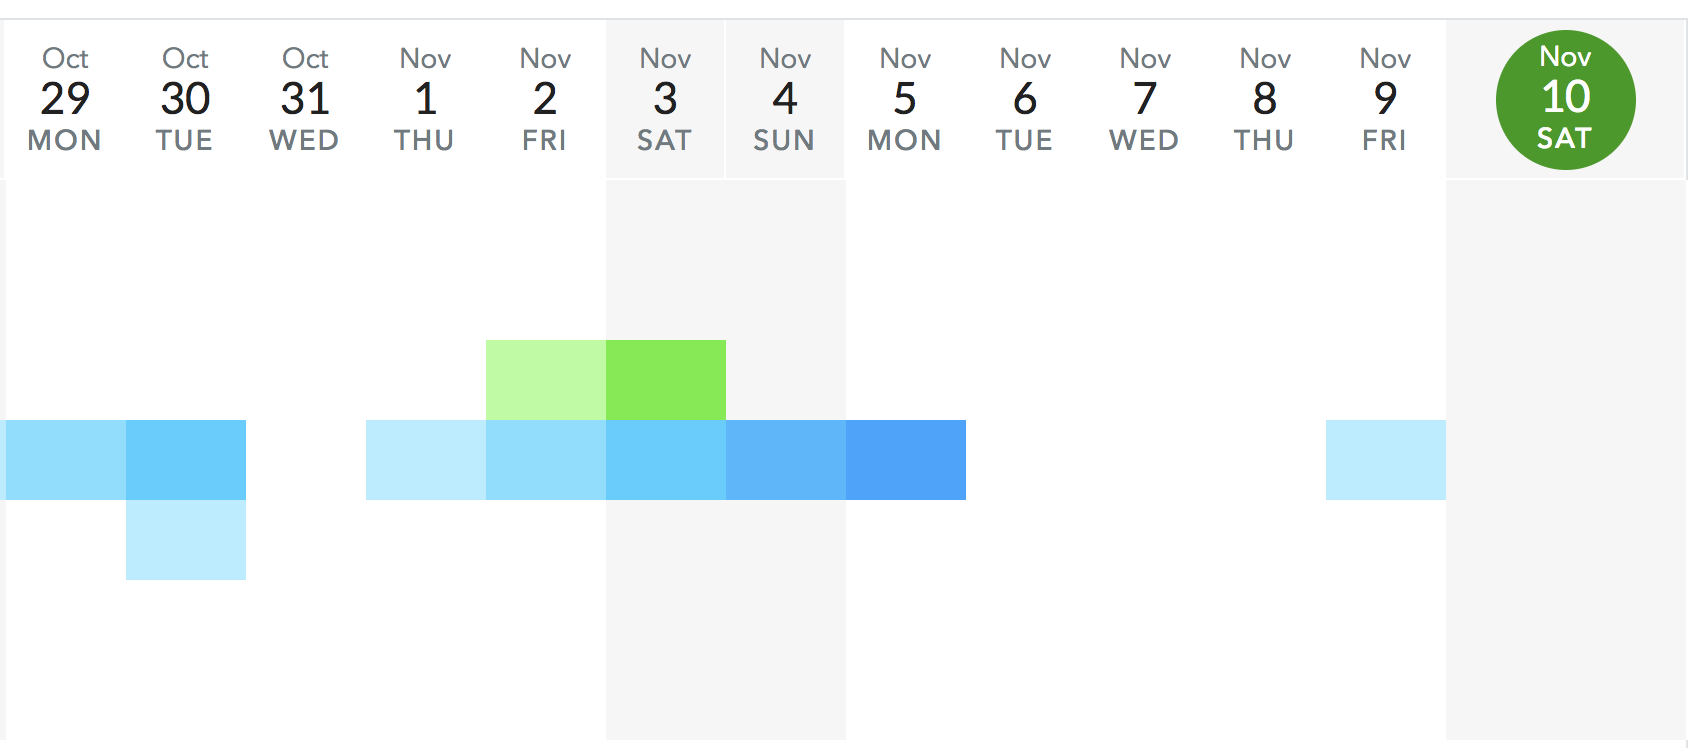 Oct Oct Oct Nov Nov Nov Nov Nov Nov Nov Nov Nov Nov
29 30 31 1 2 3 4 5 6 7 8 9 10
MON TUE WED THU FRI SAT SUN MON TUE WED THU FRI SAT